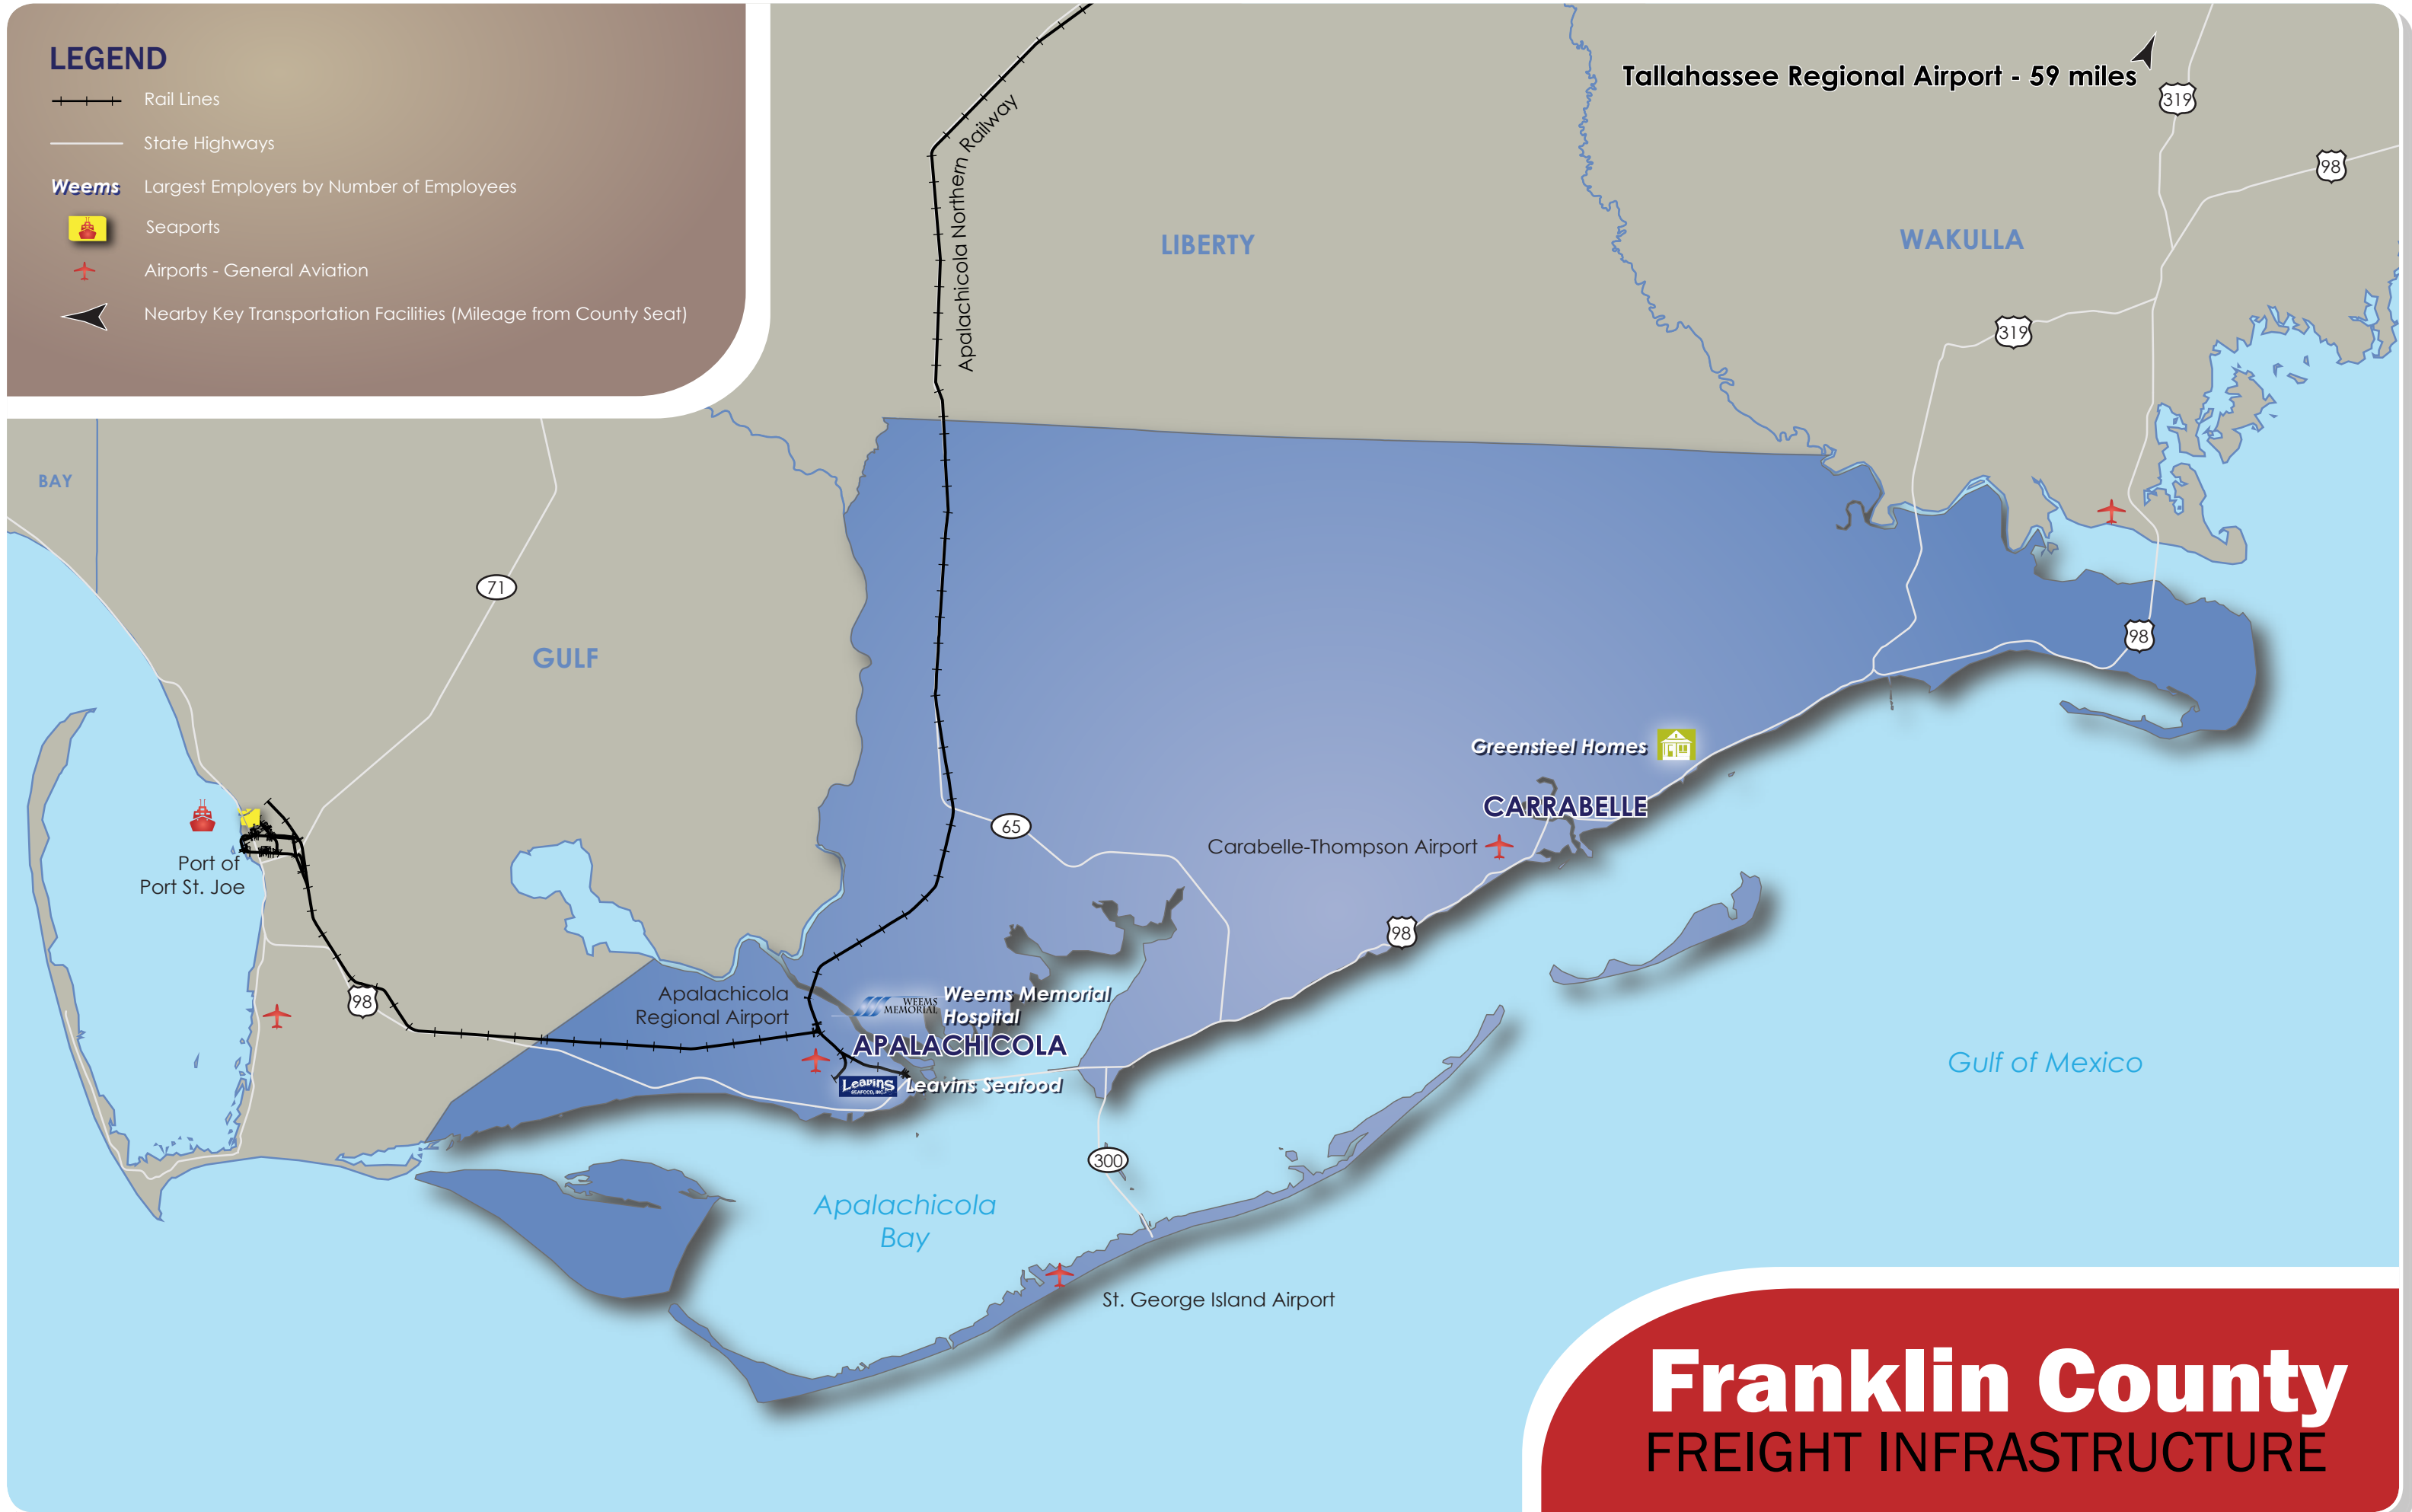 LEGEND
Rail Lines
State Highways
Weems Largest Employers by Number of Employees
Seaports
Airports - General Aviation
Nearby Key Transportation Facilities (Mileage from County Seat)
Tallahassee Regional Airport - 59 miles
319
98
Apalachicola Northern Railway
LIBERTY
WAKULLA
319
BAY
71
GULF
98
Greensteel Homes
CARRABELLE
65
Carabelle-Thompson Airport
Port of
Port St. Joe
98
98
Apalachicola
Regional Airport
WEEMS
MEMORIAL
Weems Memorial
Hospital
APALACHICOLA
Leavins
SEAFOOD, INC.
Leavins Seafood
Gulf of Mexico
300
Apalachicola
Bay
St. George Island Airport
Franklin County
FREIGHT INFRASTRUCTURE